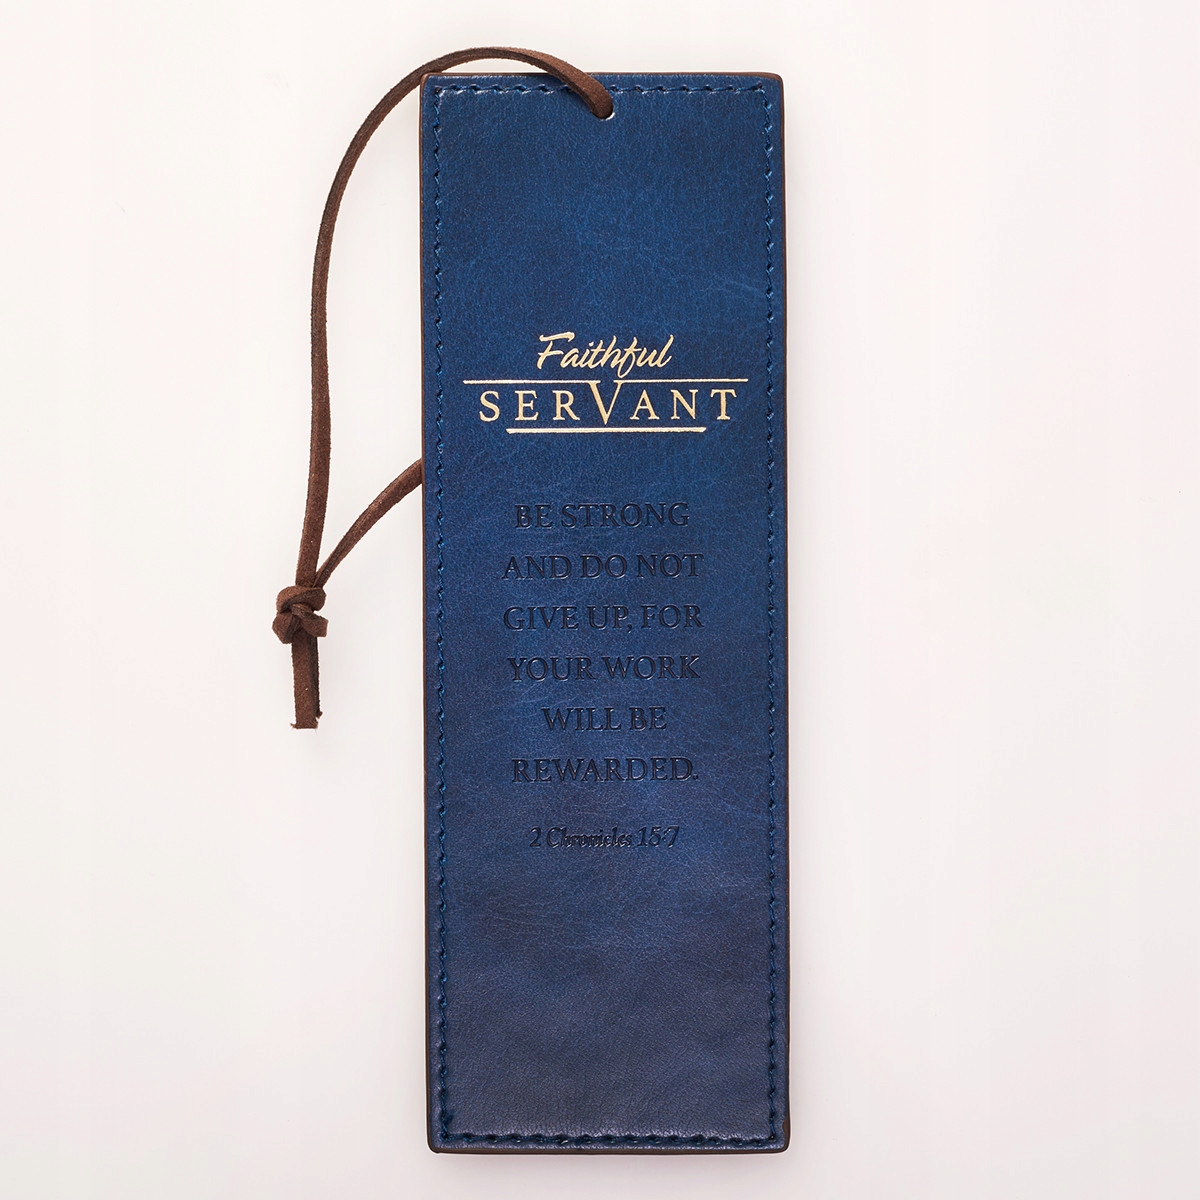 Faithful
SERVANT
BE STRONG
AND DO NOT
GIVE UP, FOR
YOUR WORK
WILL BE
REWARDED.
2 Chronicles 15:7